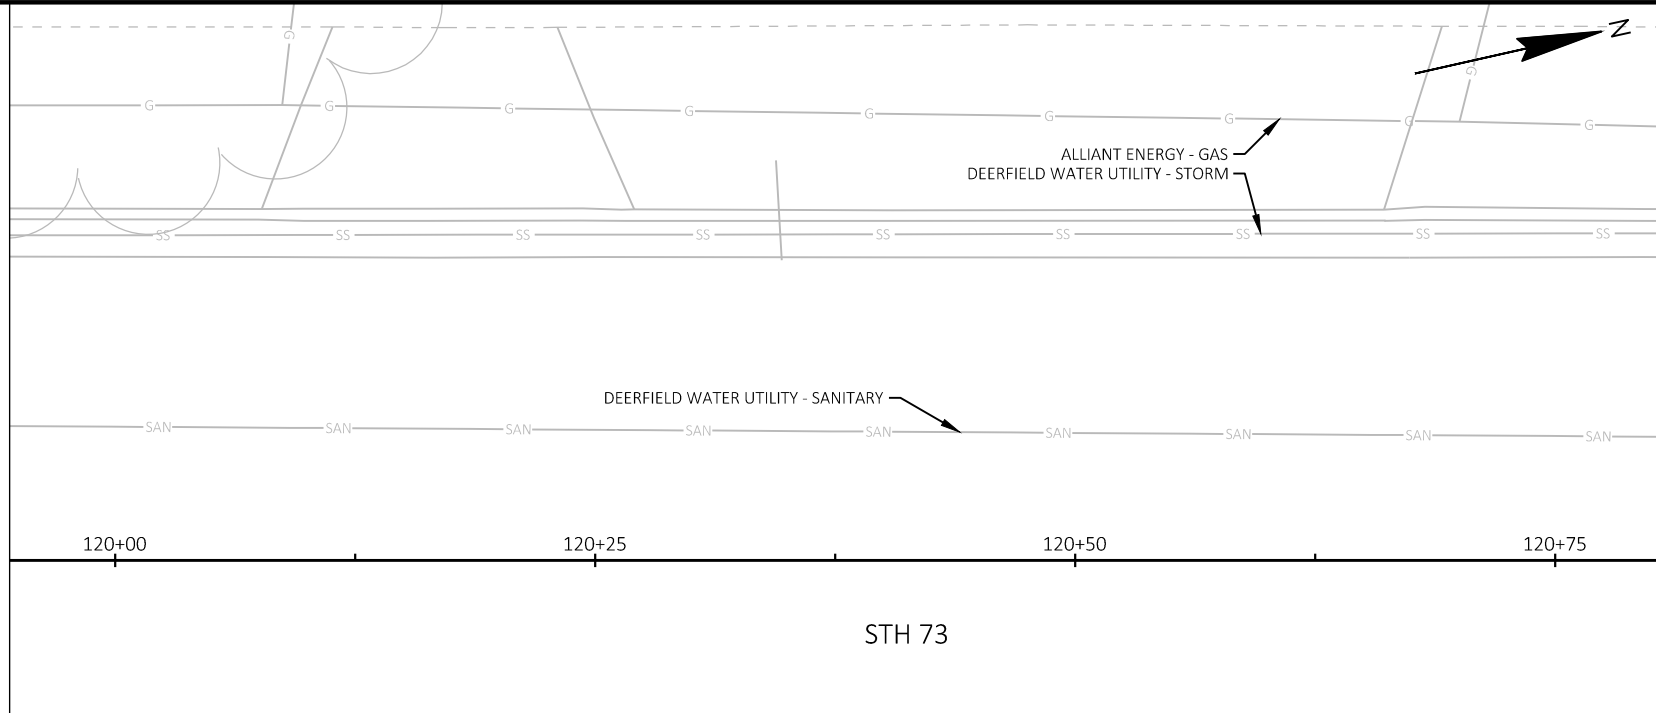 G
N
G
G G G G G G G G G
ALLIANT ENERGY - GAS
DEERFIELD WATER UTILITY - STORM
SS SS SS SS SS SS SS SS SS
DEERFIELD WATER UTILITY - SANITARY
SAN SAN SAN SAN SAN SAN SAN SAN SAN
120+00 120+25 120+50 120+75
STH 73